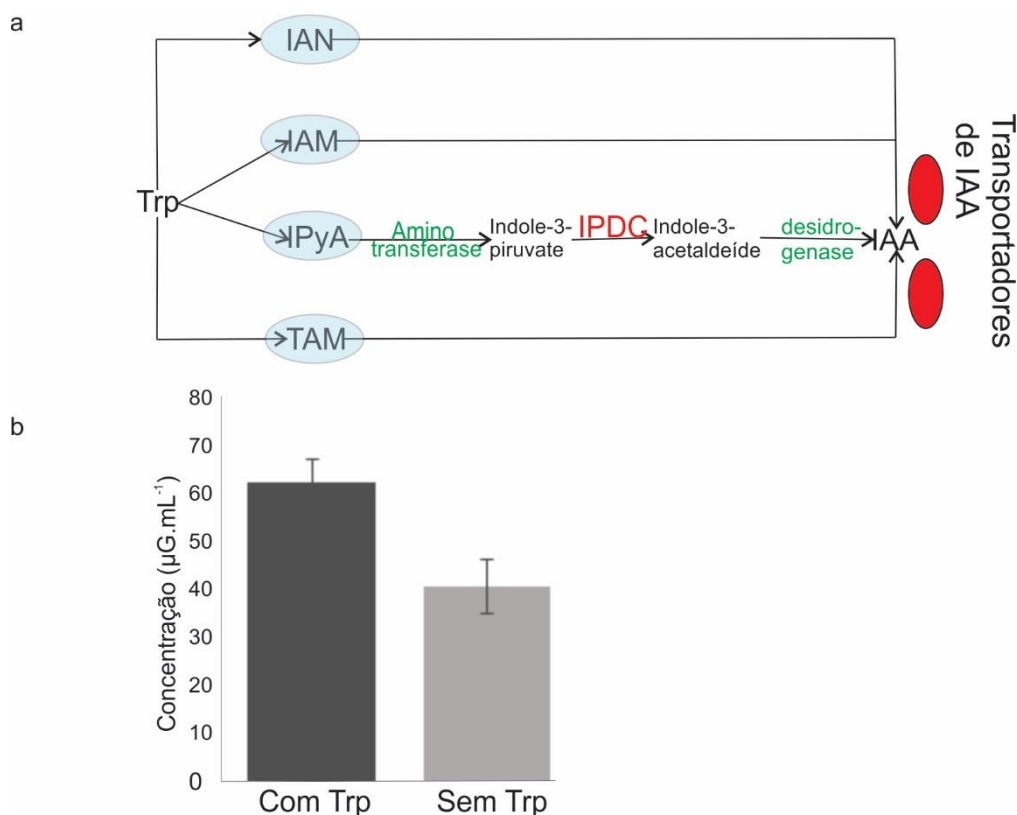 a
IAN
IAM
Trp
IPyA
Amino
transferase
Indole-3-
piruvate
IPDC
Indole-3-
acetaldeíde
desidro-
genase
IAA
TAM
Transportadores
de IAA
b
Concentração (µG.mL⁻¹)
80
70
60
50
40
30
20
10
0
Com Trp
Sem Trp